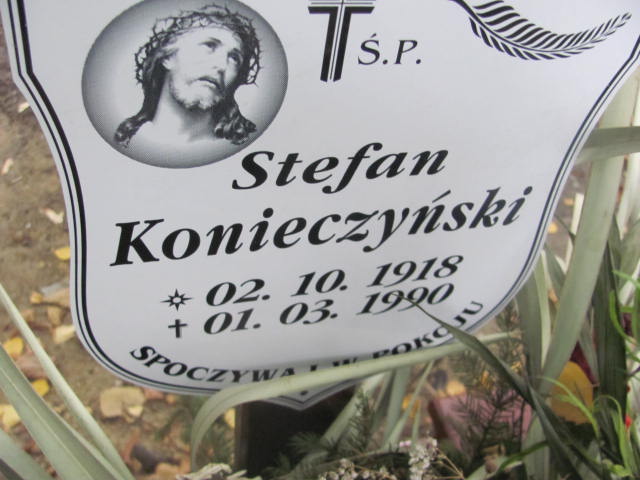 Ś.P.
Stefan
Konieczyński
02. 10. 1918
01. 03. 1990
SPOCZYWAJ W POKOJU